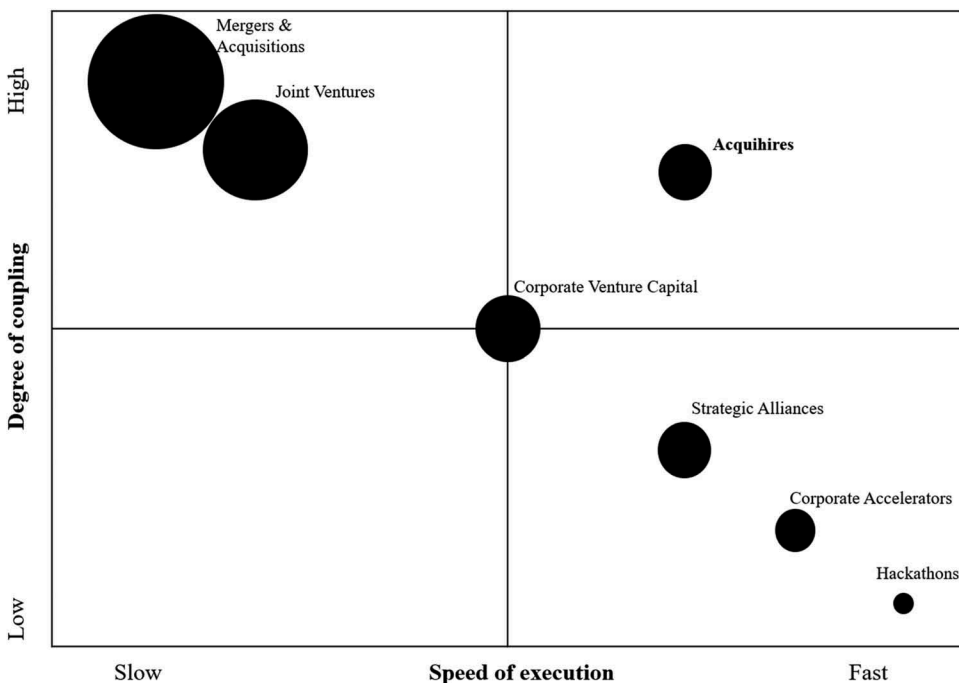 Mergers &
Acquisitions
Joint Ventures
Acquihires
Corporate Venture Capital
Strategic Alliances
Corporate Accelerators
Hackathons
High
Degree of coupling
Low
Slow
Speed of execution
Fast